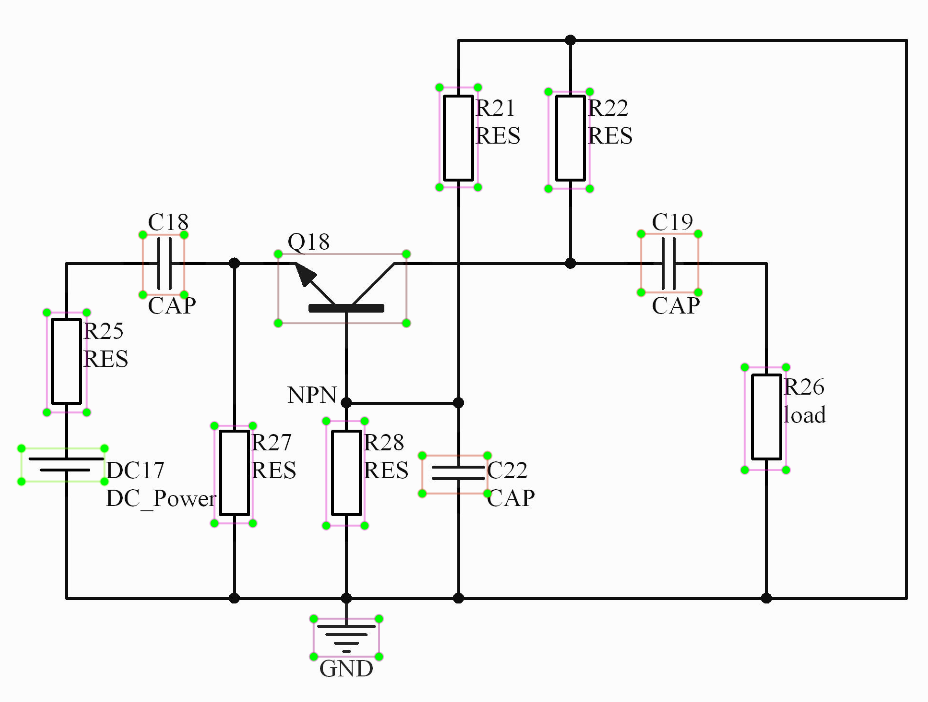 R21
RES
R22
RES
C18
CAP
Q18
C19
CAP
R25
RES
NPN
R26
load
DC17
DC_Power
R27
RES
R28
RES
C22
CAP
GND